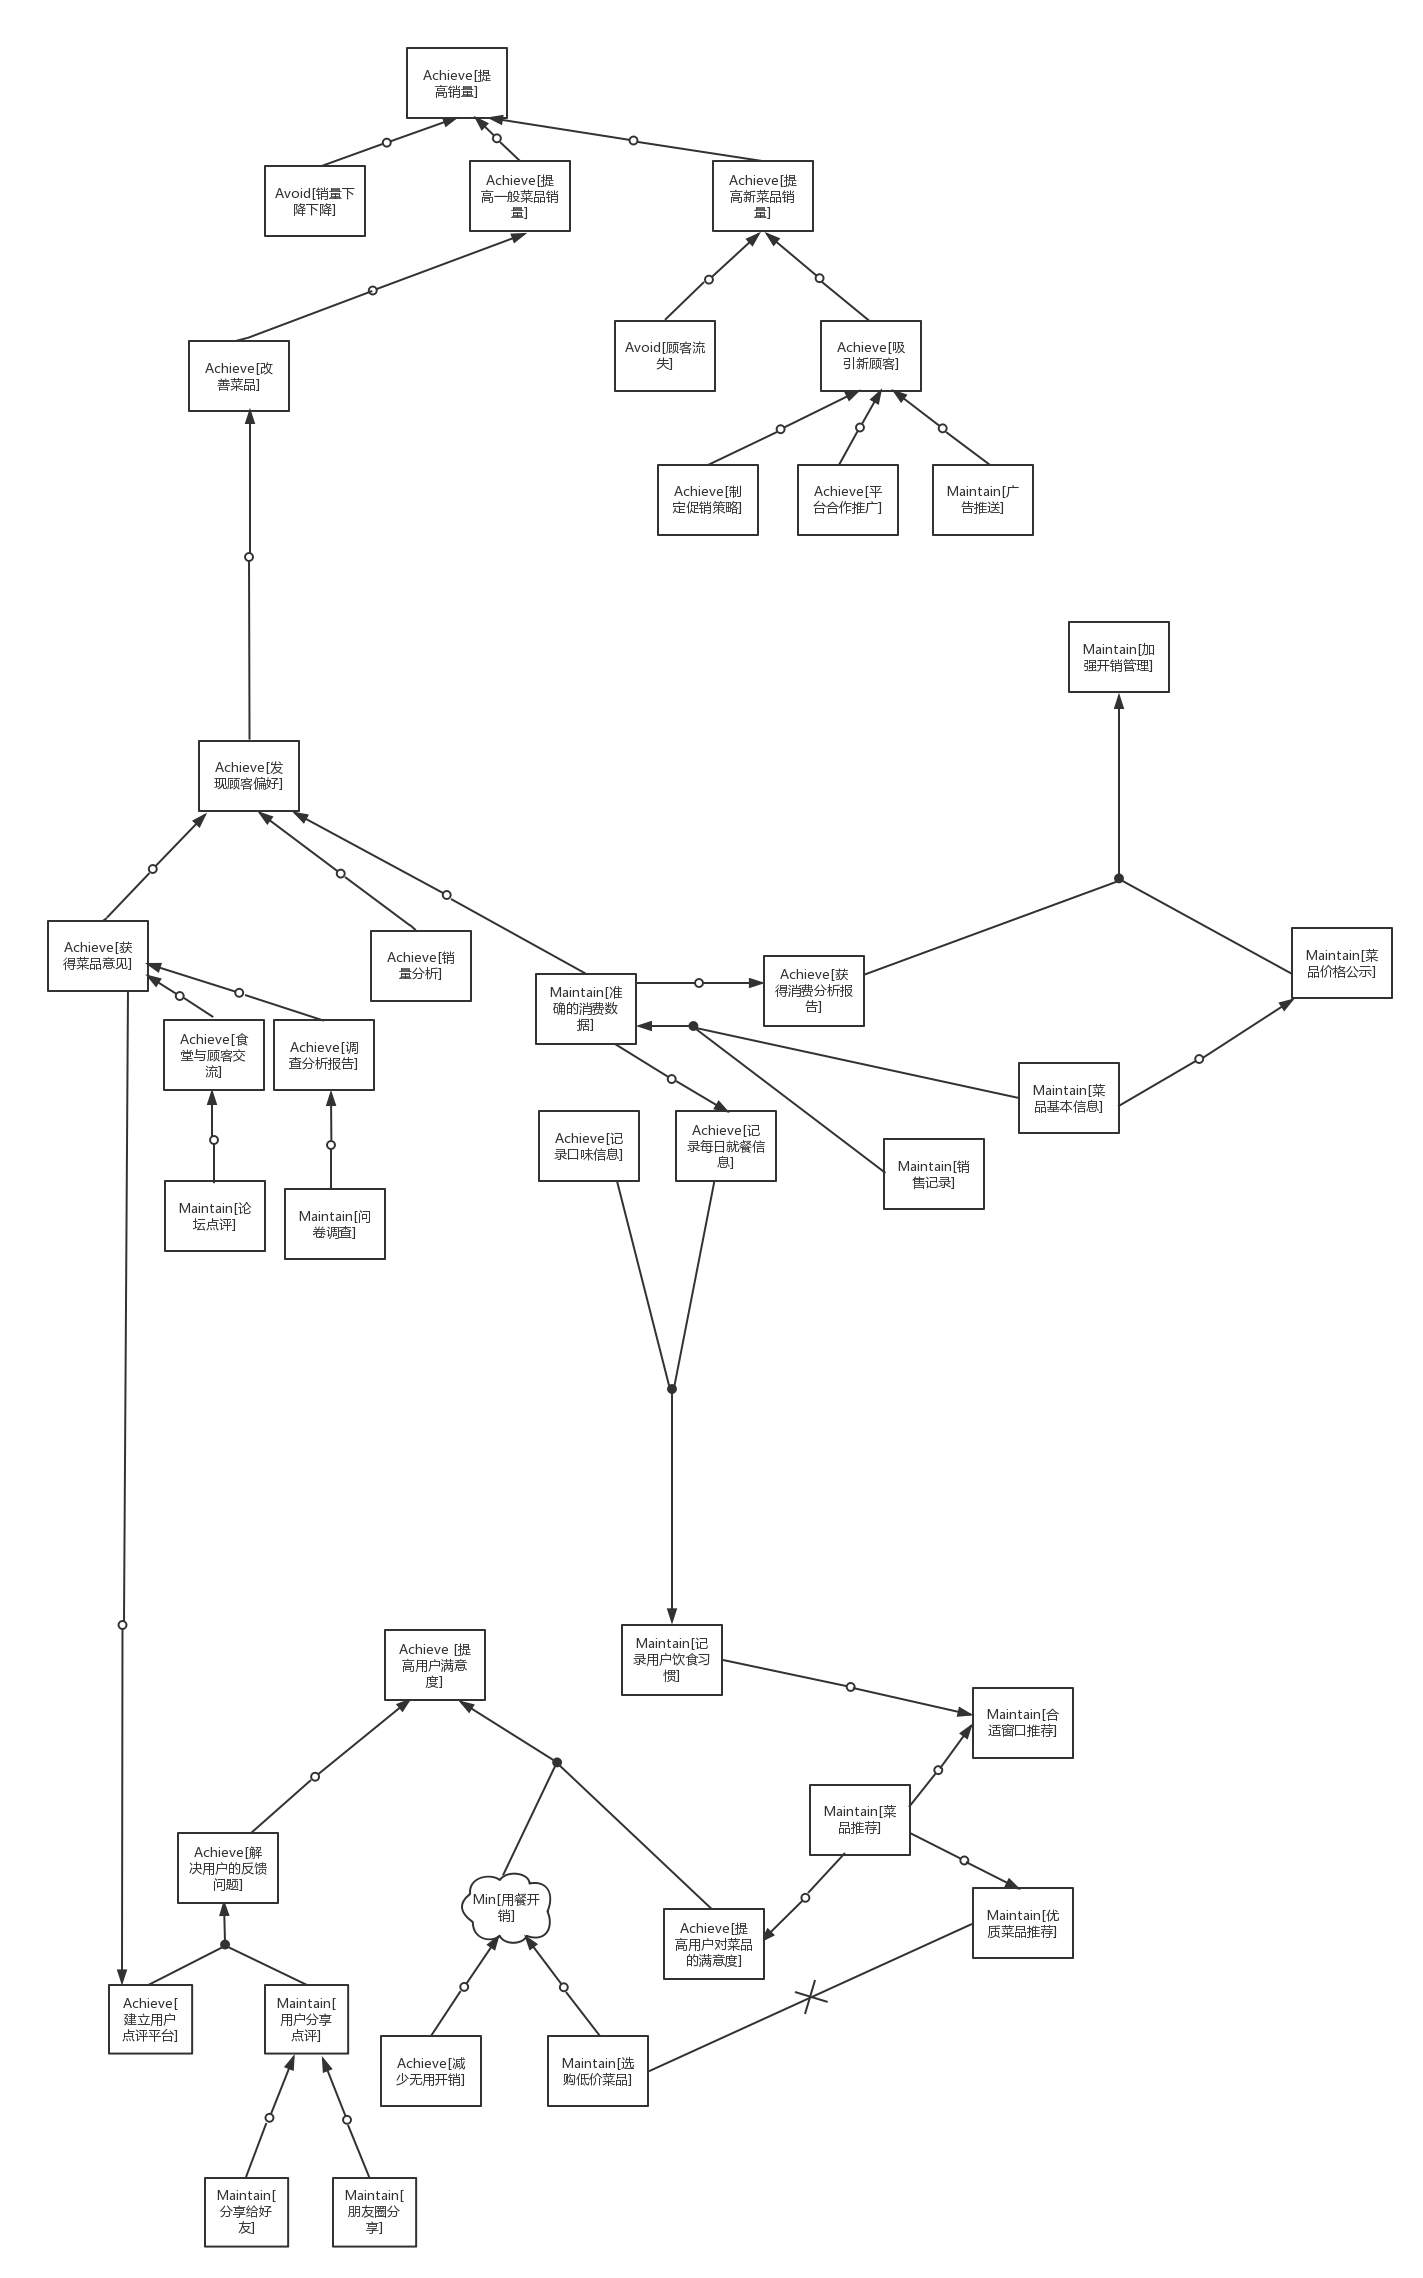 Achieve[提
高销量]
Avoid[销量下
降下降]
Achieve[提
高一般菜品销
量]
Achieve[提
高新菜品销
量]
Achieve[改
善菜品]
Avoid[顾客流
失]
Achieve[吸
引新顾客]
Achieve[制
定促销策略]
Achieve[平
台合作推广]
Maintain[广
告推送]
Maintain[加
强开销管理]
Achieve[发
现顾客偏好]
Achieve[获
得菜品意见]
Achieve[销
量分析]
Maintain[准
确的消费数
据]
Achieve[获
得消费分析报
告]
Maintain[菜
品价格公示]
Achieve[食
堂与顾客交
流]
Achieve[调
查分析报告]
Maintain[菜
品基本信息]
Achieve[记
录口味信息]
Achieve[记
录每日就餐信
息]
Maintain[销
售记录]
Maintain[论
坛点评]
Maintain[问
卷调查]
Achieve [提
高用户满意
度]
Maintain[记
录用户饮食习
惯]
Maintain[合
适窗口推荐]
Maintain[菜
品推荐]
Achieve[解
决用户的反馈
问题]
Min[用餐开
销]
Achieve[提
高用户对菜品
的满意度]
Maintain[优
质菜品推荐]
Achieve[
建立用户
点评平台]
Maintain[
用户分享
点评]
Achieve[减
少无用开销]
Maintain[选
购低价菜品]
Maintain[
分享给好
友]
Maintain[
朋友圈分
享]